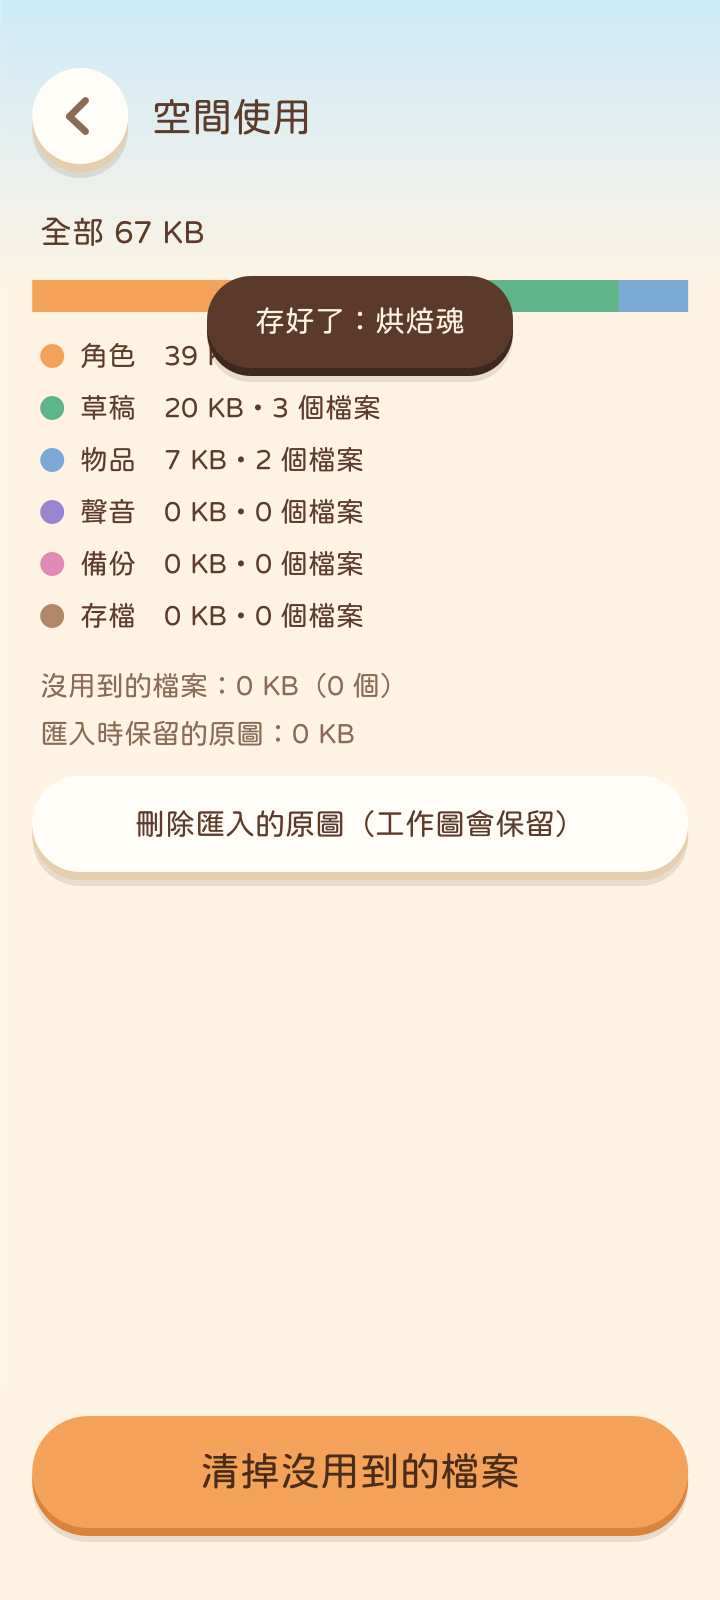 空間使用
全部 67 KB
存好了：烘焙魂
角色 39
草稿 20 KB・3 個檔案
物品 7 KB・2 個檔案
聲音 0 KB・0 個檔案
備份 0 KB・0 個檔案
存檔 0 KB・0 個檔案
沒用到的檔案：0 KB（0 個）
匯入時保留的原圖：0 KB
刪除匯入的原圖（工作圖會保留）
清掉沒用到的檔案